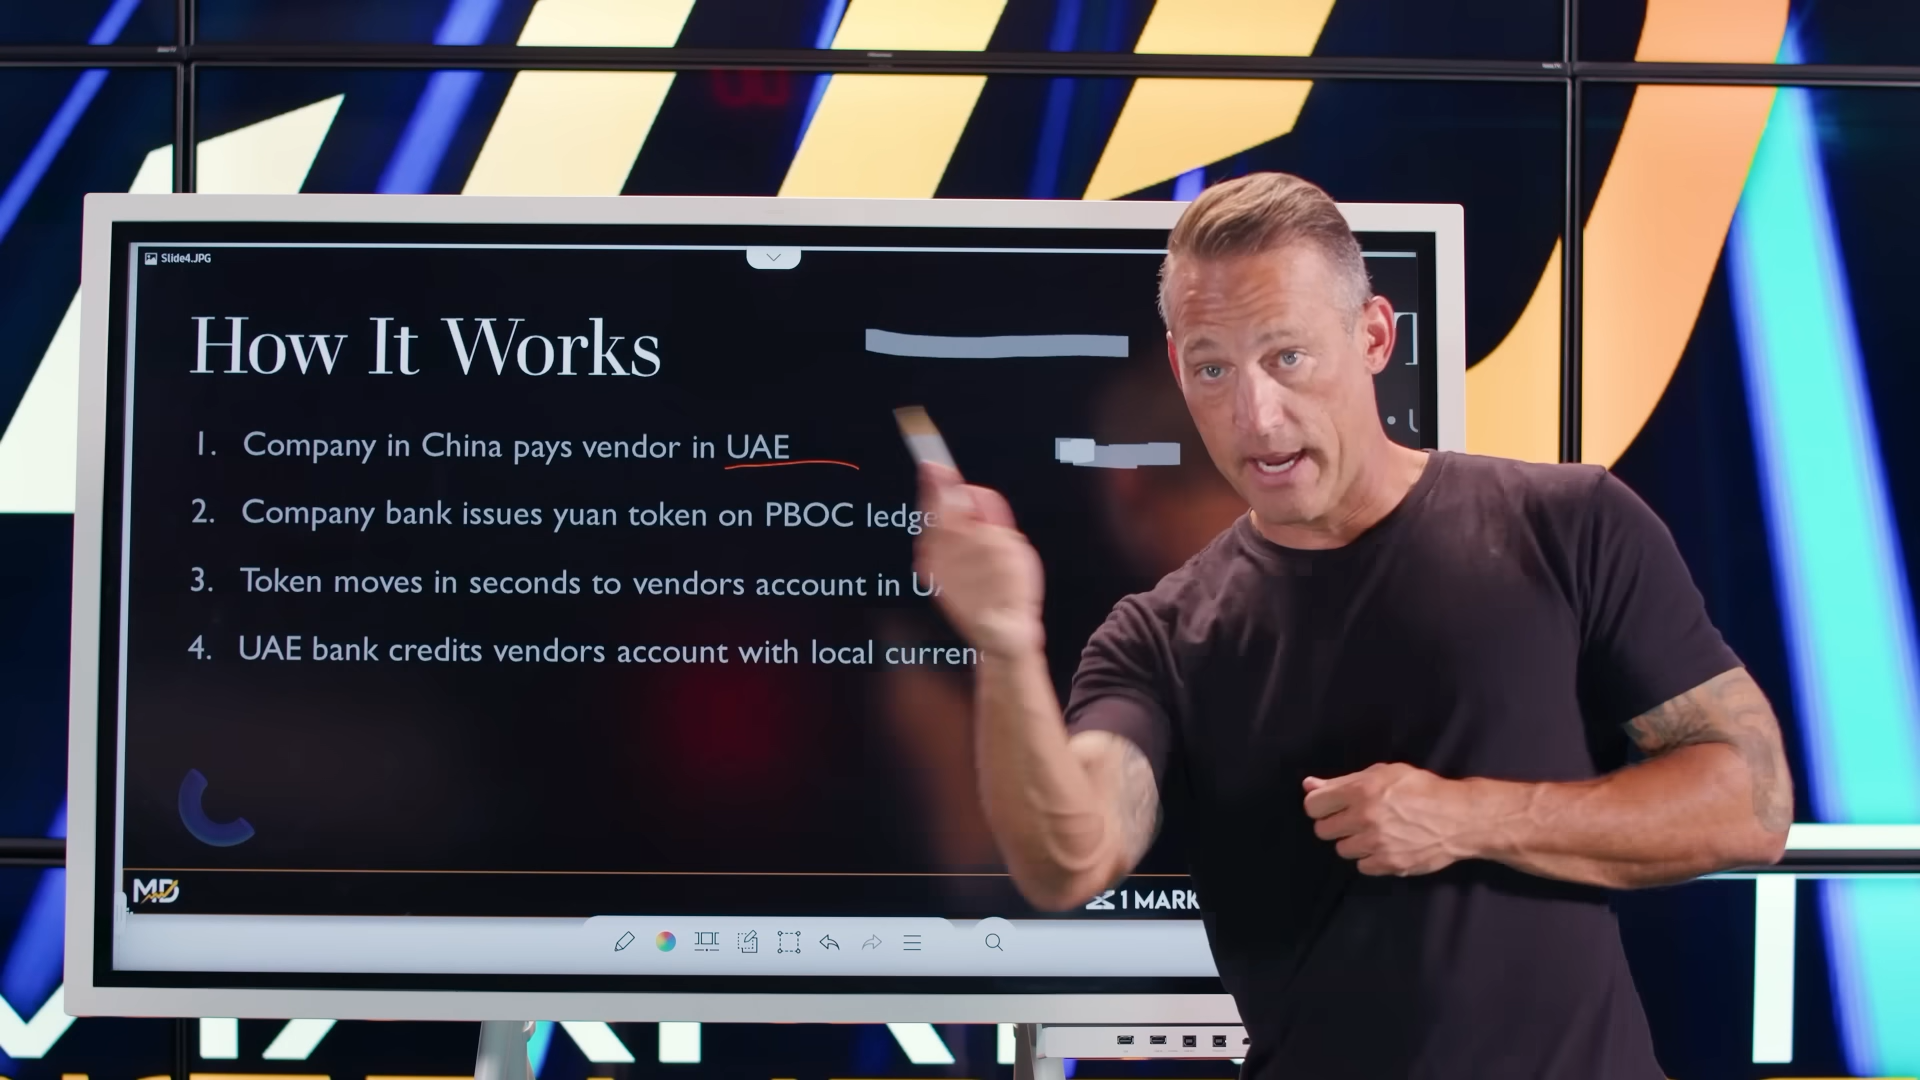 Slide4.JPG
How It Works
1. Company in China pays vendor in UAE
2. Company bank issues yuan token on PBOC ledge
3. Token moves in seconds to vendors account in
4. UAE bank credits vendors account with local curren
MD
1 MARK